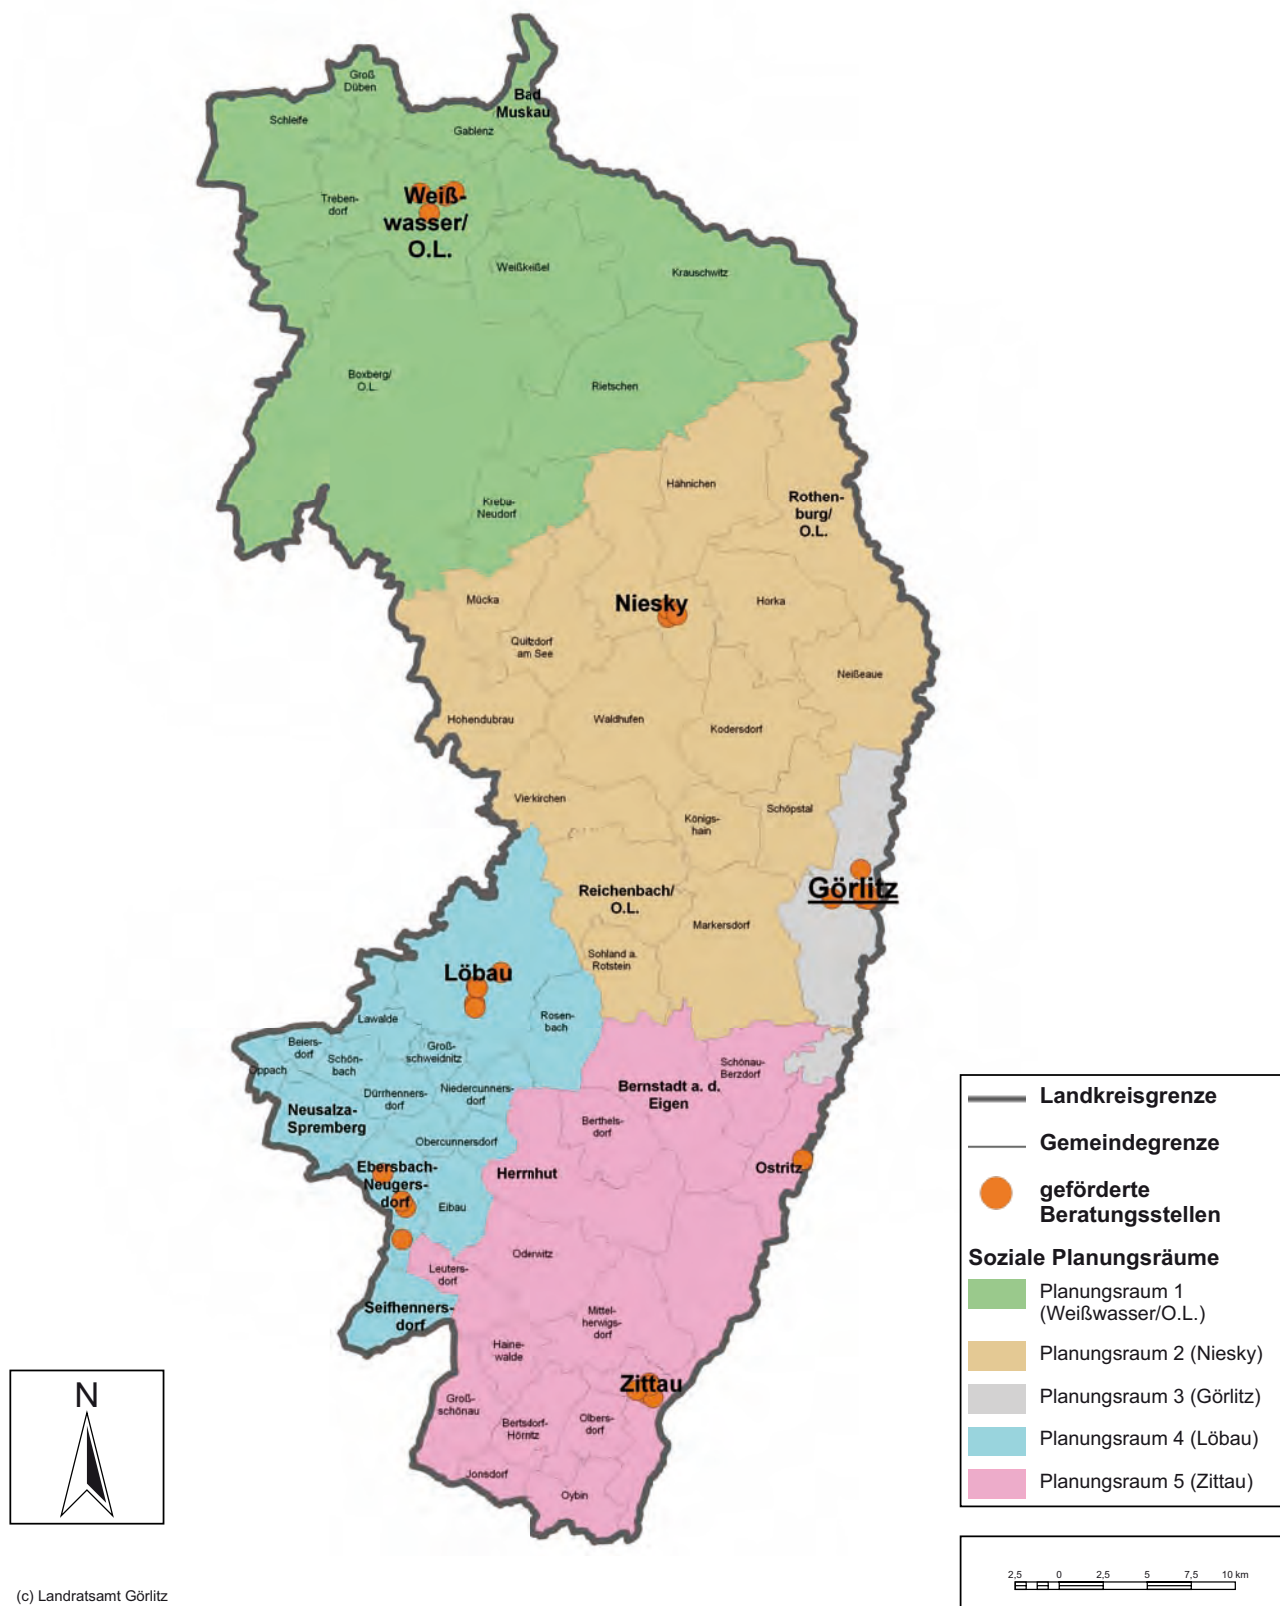 Groß
Düben
Bad
Muskau
Schleife
Gablenz
Weiß-
wasser/
O.L.
Treben-
dorf
Weißkeißel
Krauschwitz
Boxberg/
O.L.
Rietschen
Hähnichen
Kreba-
Neudorf
Rothen-
burg/
O.L.
Mücka
Niesky
Horka
Quitzdorf
am See
Neißeaue
Hohendubrau
Waldhufen
Kodersdorf
Vierkirchen
Königs-
hain
Schöpstal
Görlitz
Reichenbach/
O.L.
Markersdorf
Sohland a.
Rotstein
Löbau
Rosen-
bach
Lawalde
Beiers-
dorf
Schön-
bach
Groß-
schweidnitz
Oppach
Schönau-
Berzdorf
Dürrhenners-
dorf
Niedercunners-
dorf
Bernstadt a. d.
Eigen
Neusalza-
Spremberg
Berthels-
dorf
Obercunnersdorf
Ebersbach-
Neugers-
dorf
Herrnhut
Ostritz
Eibau
Oderwitz
Leuters-
dorf
Seifhenners-
dorf
Mittel-
herwigs-
dorf
Haine-
walde
Zittau
Groß-
schönau
Bertsdorf-
Hörnitz
Olbers-
dorf
Jonsdorf
Oybin
Landkreisgrenze
Gemeindegrenze
geförderte
Beratungsstellen
Soziale Planungsräume
Planungsraum 1
(Weißwasser/O.L.)
Planungsraum 2 (Niesky)
Planungsraum 3 (Görlitz)
Planungsraum 4 (Löbau)
Planungsraum 5 (Zittau)
N
2,5 0 2,5 5 7,5 10 km
(c) Landratsamt Görlitz